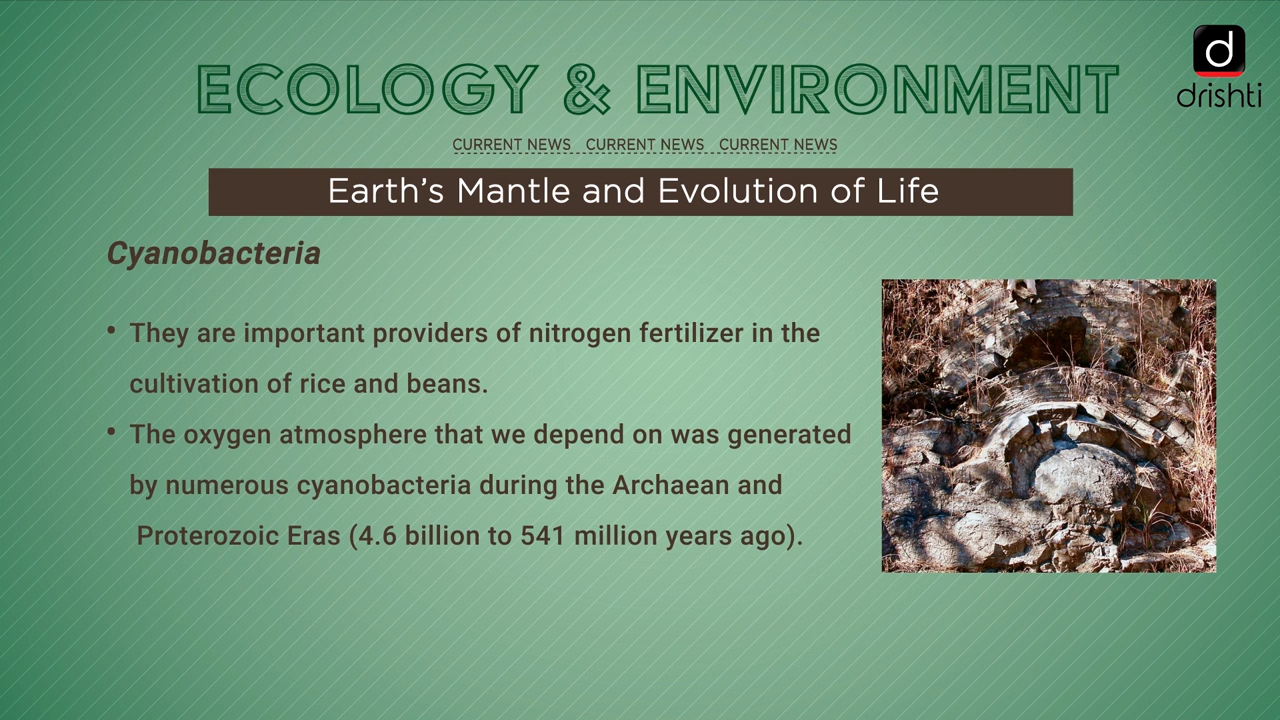 ECOLOGY & ENVIRONMENT
CURRENT NEWS CURRENT NEWS CURRENT NEWS
Earth's Mantle and Evolution of Life
d
drishti
Cyanobacteria
• They are important providers of nitrogen fertilizer in the
cultivation of rice and beans.
• The oxygen atmosphere that we depend on was generated
by numerous cyanobacteria during the Archaean and
Proterozoic Eras (4.6 billion to 541 million years ago).